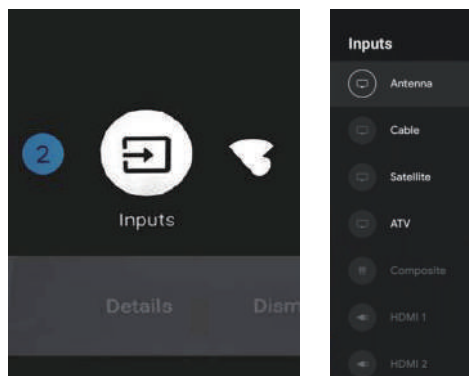 2
Inputs
Details
Dism
Inputs
Antenna
Cable
Satellite
ATV
Composite
HDMI 1
HDMI 2